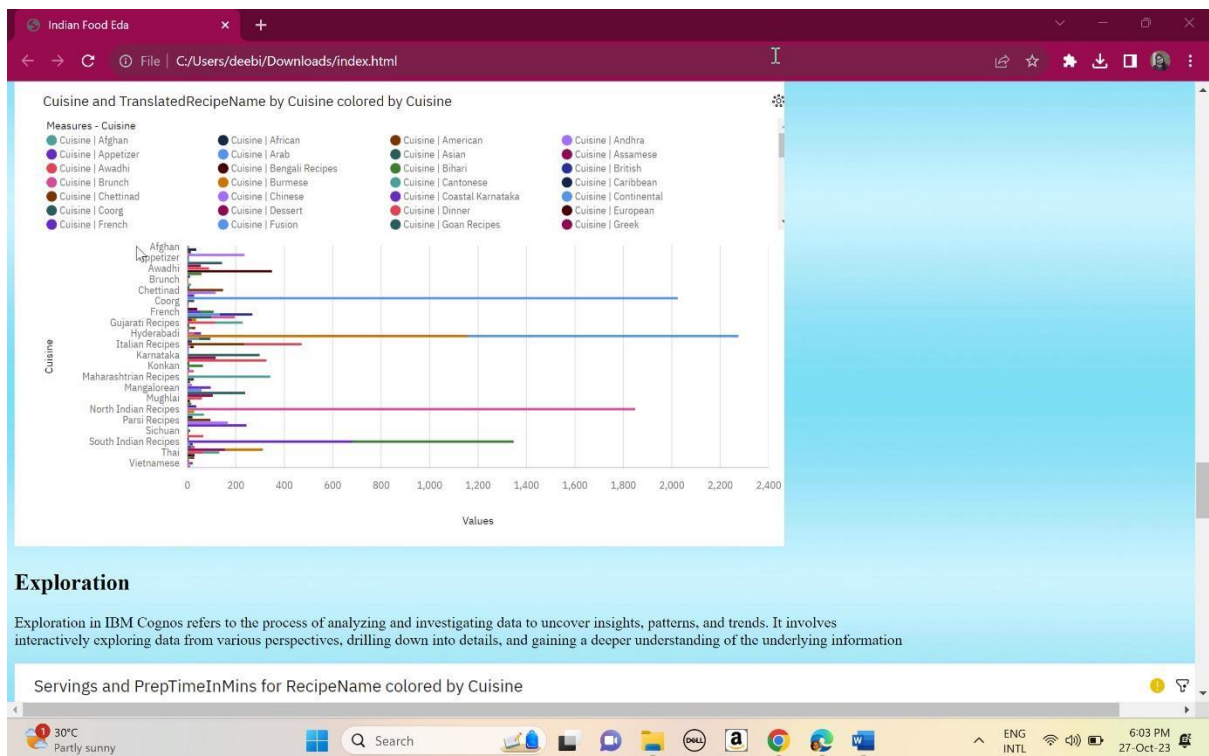 Indian Food Eda
File | C:/Users/deebi/Downloads/index.html
Cuisine and TranslatedRecipeName by Cuisine colored by Cuisine
Measures - Cuisine
Cuisine | Afghan Cuisine | African Cuisine | American Cuisine | Andhra
Cuisine | Appetizer Cuisine | Arab Cuisine | Asian Cuisine | Assamese
Cuisine | Awadhi Cuisine | Bengali Recipes Cuisine | Bihari Cuisine | British
Cuisine | Brunch Cuisine | Burmese Cuisine | Cantonese Cuisine | Caribbean
Cuisine | Chettinad Cuisine | Chinese Cuisine | Coastal Karnataka Cuisine | Continental
Cuisine | Coorg Cuisine | Dessert Cuisine | Dinner Cuisine | European
Cuisine | French Cuisine | Fusion Cuisine | Goan Recipes Cuisine | Greek
Cuisine
Afghan
Appetizer
Awadhi
Brunch
Chettinad
Coorg
French
Gujarati Recipes
Hyderabadi
Italian Recipes
Karnataka
Konkan
Maharashtrian Recipes
Mangalorean
Mughlai
North Indian Recipes
Parsi Recipes
Sichuan
South Indian Recipes
Thai
Vietnamese
0 200 400 600 800 1,000 1,200 1,400 1,600 1,800 2,000 2,200 2,400
Values
Exploration
Exploration in IBM Cognos refers to the process of analyzing and investigating data to uncover insights, patterns, and trends. It involves
interactively exploring data from various perspectives, drilling down into details, and gaining a deeper understanding of the underlying information
Servings and PrepTimeInMins for RecipeName colored by Cuisine
1
30°C
Partly sunny
Search
DELL
a
W
ENG
INTL
6:03 PM
27-Oct-23